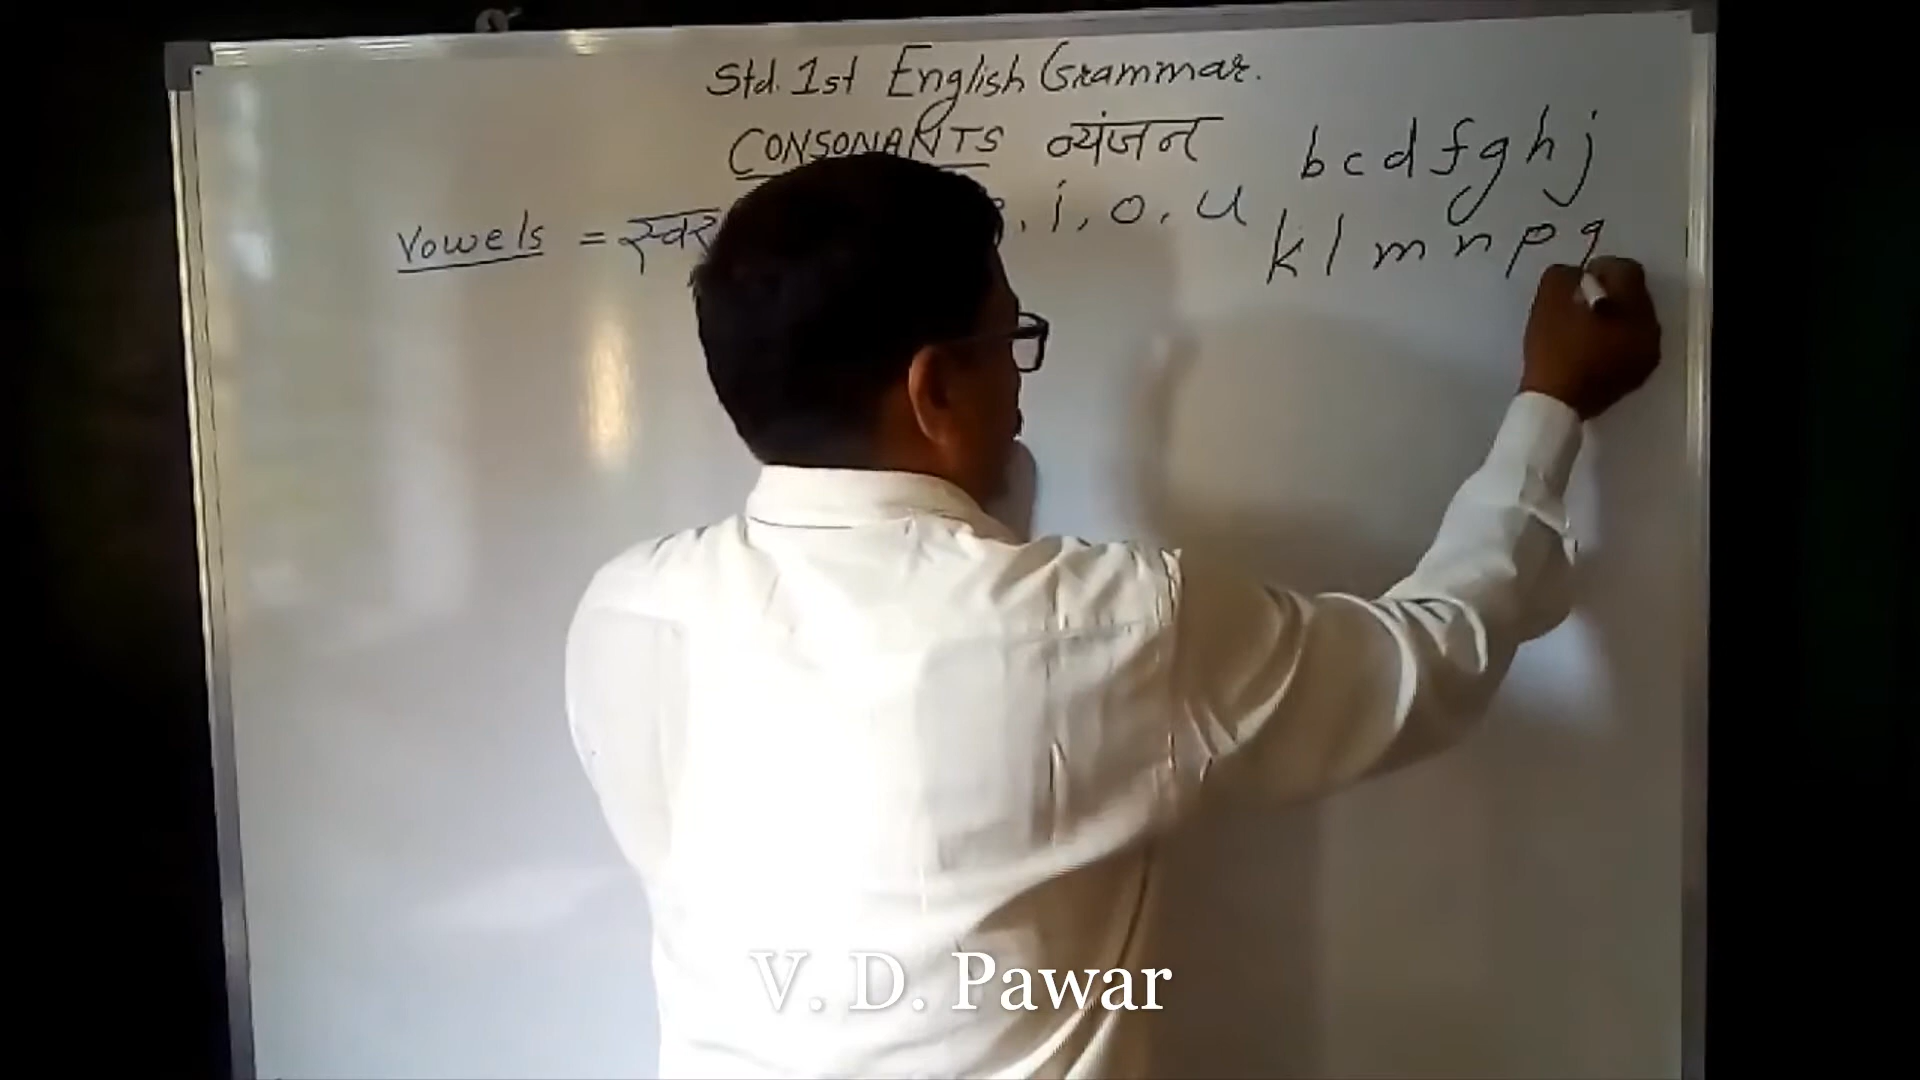 Std. 1st English Grammar.
CONSONANTS व्यंजन
b c d f g h j
Vowels = स्वर , i, o, u
k l m n p q
V. D. Pawar